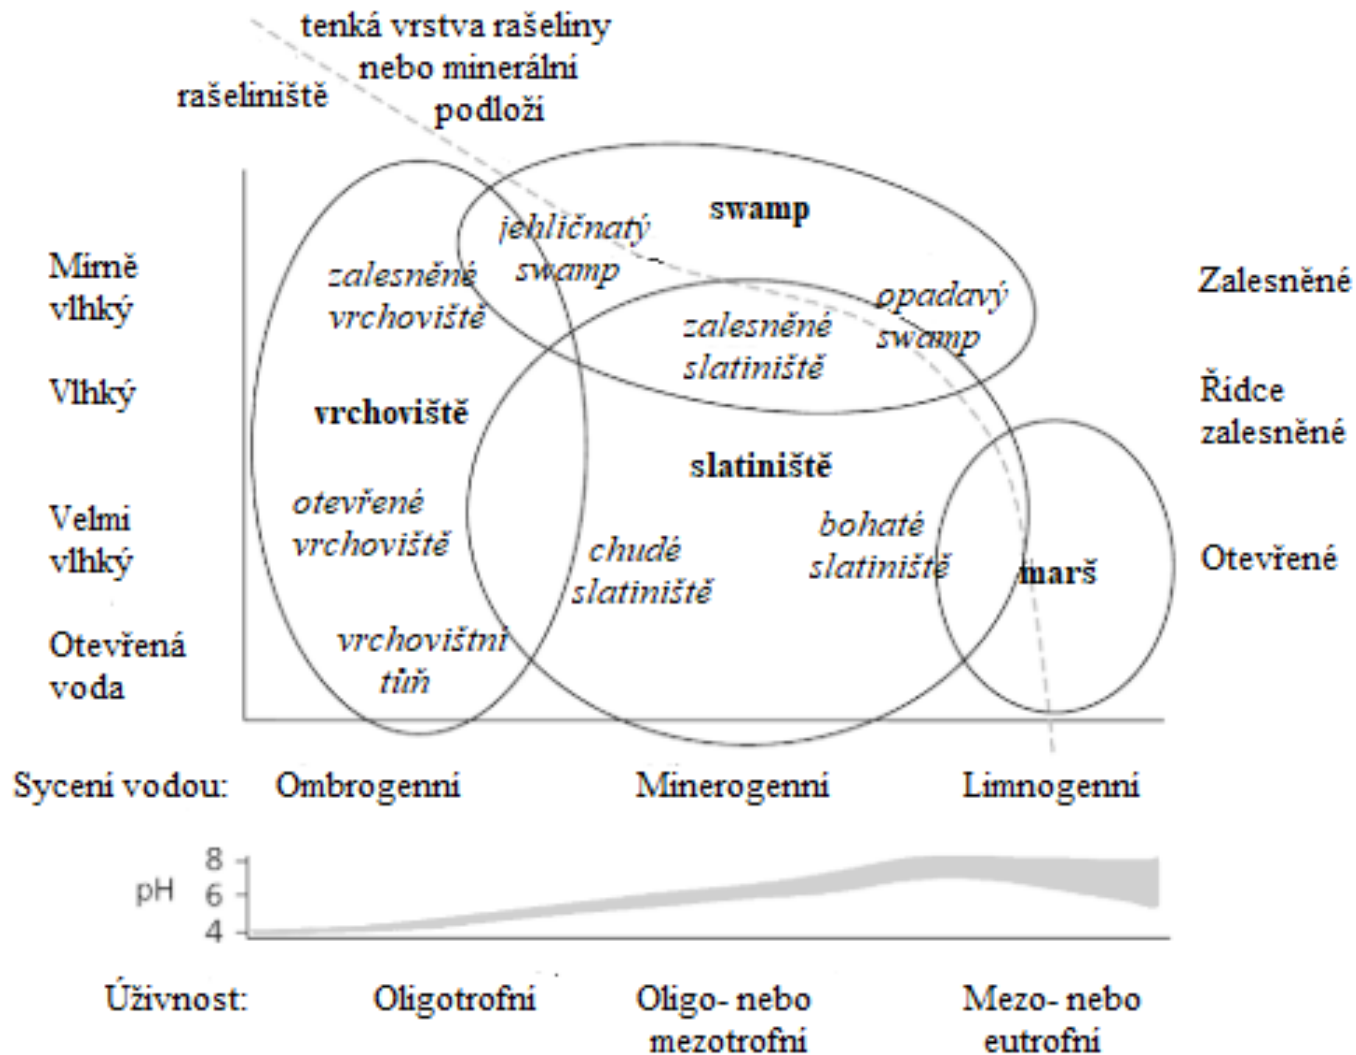 tenká vrstva rašeliny
nebo minerální
podloží
rašeliniště
swamp
jehličnatý
swamp
Mírně
vlhký
zalesněné
vrchoviště
opadavý
swamp
Zalesněné
zalesněné
slatiniště
Vlhký
vrchoviště
Řidce
zalesněné
slatiniště
Velmi
vlhký
otevřené
vrchoviště
chudé
slatiniště
bohaté
slatiniště
marš
Otevřené
Otevřená
voda
vrchovištní
tůň
Sycení vodou:
Ombrogenní
Minerogenní
Limnogenní
pH
8
6
4
Úživnost:
Oligotrofní
Oligo- nebo
mezotrofní
Mezo- nebo
eutrofní